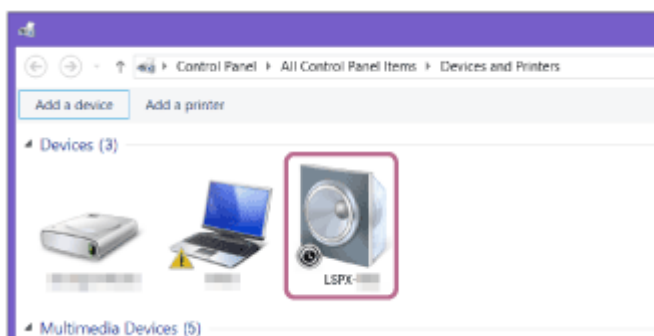 Control Panel ▸ All Control Panel Items ▸ Devices and Printers
Add a device Add a printer
Devices (3)
LSPX-
Multimedia Devices (5)